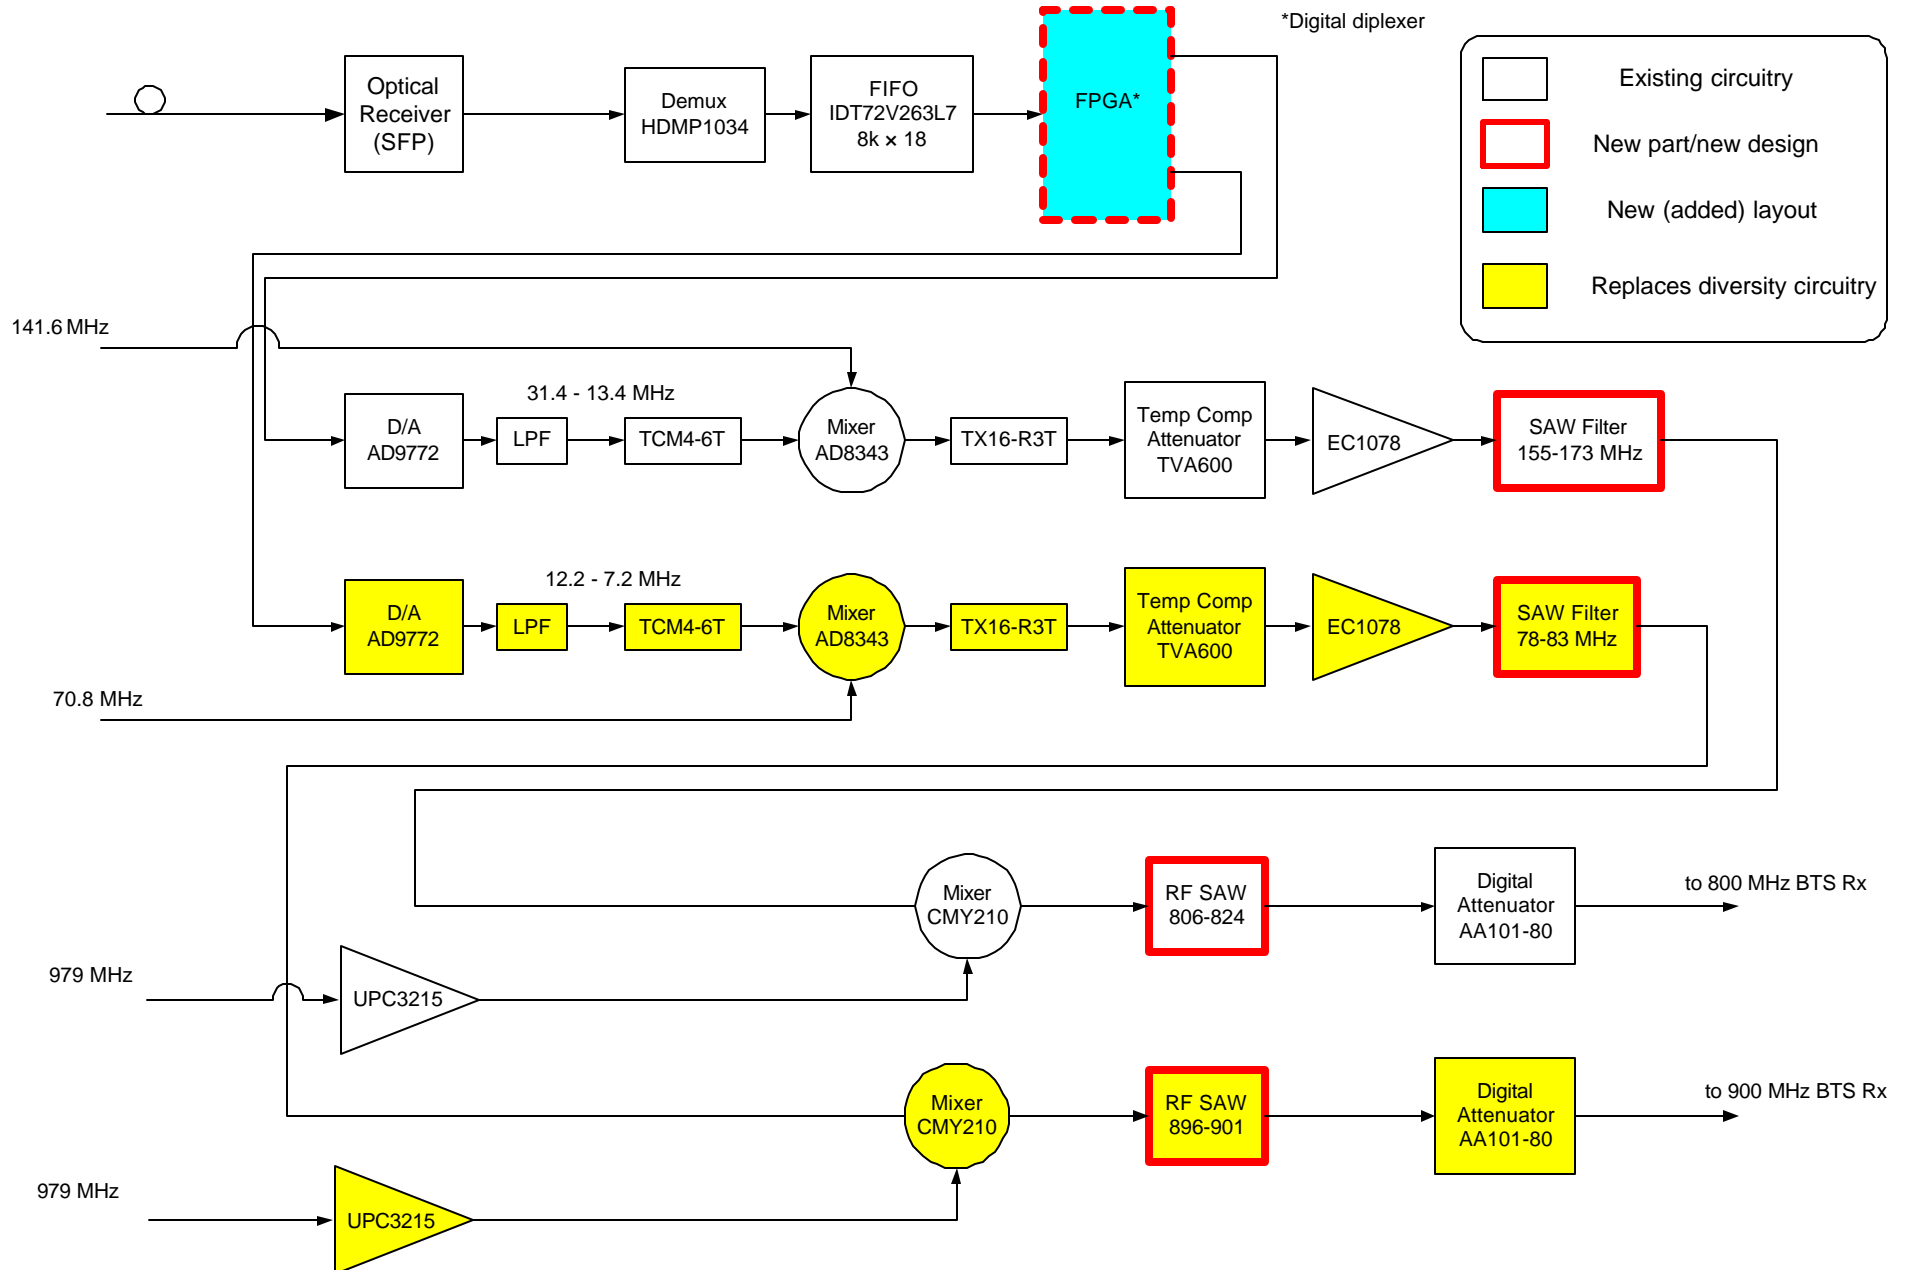 *Digital diplexer
Optical
Receiver
(SFP)
Demux
HDMP1034
FIFO
IDT72V263L7
8k × 18
FPGA*
Existing circuitry
New part/new design
New (added) layout
Replaces diversity circuitry
141.6 MHz
31.4 - 13.4 MHz
D/A
AD9772
LPF
TCM4-6T
Mixer
AD8343
TX16-R3T
Temp Comp
Attenuator
TVA600
EC1078
SAW Filter
155-173 MHz
12.2 - 7.2 MHz
D/A
AD9772
LPF
TCM4-6T
Mixer
AD8343
TX16-R3T
Temp Comp
Attenuator
TVA600
EC1078
SAW Filter
78-83 MHz
70.8 MHz
Mixer
CMY210
RF SAW
806-824
Digital
Attenuator
AA101-80
to 800 MHz BTS Rx
979 MHz
UPC3215
Mixer
CMY210
RF SAW
896-901
Digital
Attenuator
AA101-80
to 900 MHz BTS Rx
979 MHz
UPC3215